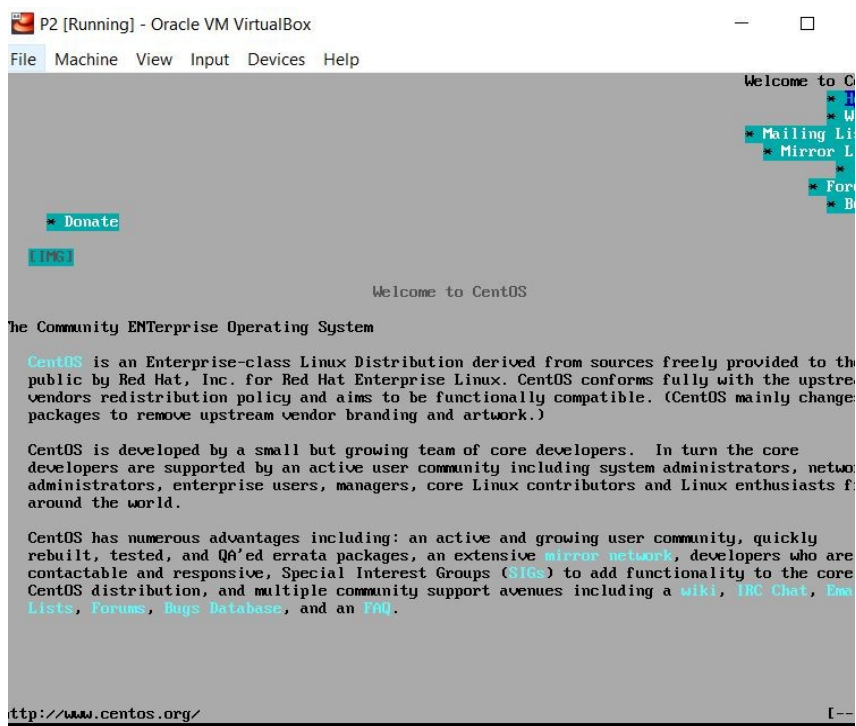 P2 [Running] - Oracle VM VirtualBox
File Machine View Input Devices Help
Welcome to
*
*
* Mailing
* Mirror
*
*
*
* Donate
[IMG]
Welcome to CentOS
The Community ENTerprise Operating System
CentOS is an Enterprise-class Linux Distribution derived from sources freely provided to the
public by Red Hat, Inc. for Red Hat Enterprise Linux. CentOS conforms fully with the
vendors redistribution policy and aims to be functionally compatible. (CentOS mainly changes
packages to remove upstream vendor branding and artwork.)
CentOS is developed by a small but growing team of core developers. In turn the core
developers are supported by an active user community including system administrators,
administrators, enterprise users, managers, core Linux contributors and Linux enthusiasts
around the world.
CentOS has numerous advantages including: an active and growing user community, quickly
rebuilt, tested, and QA'ed errata packages, an extensive mirror network, developers who are
contactable and responsive, Special Interest Groups (SIGs) to add functionality to the core
CentOS distribution, and multiple community support avenues including a wiki, IRC Chat,
Lists, Forums, Bugs Database, and an FAQ.
http://www.centos.org/ [--